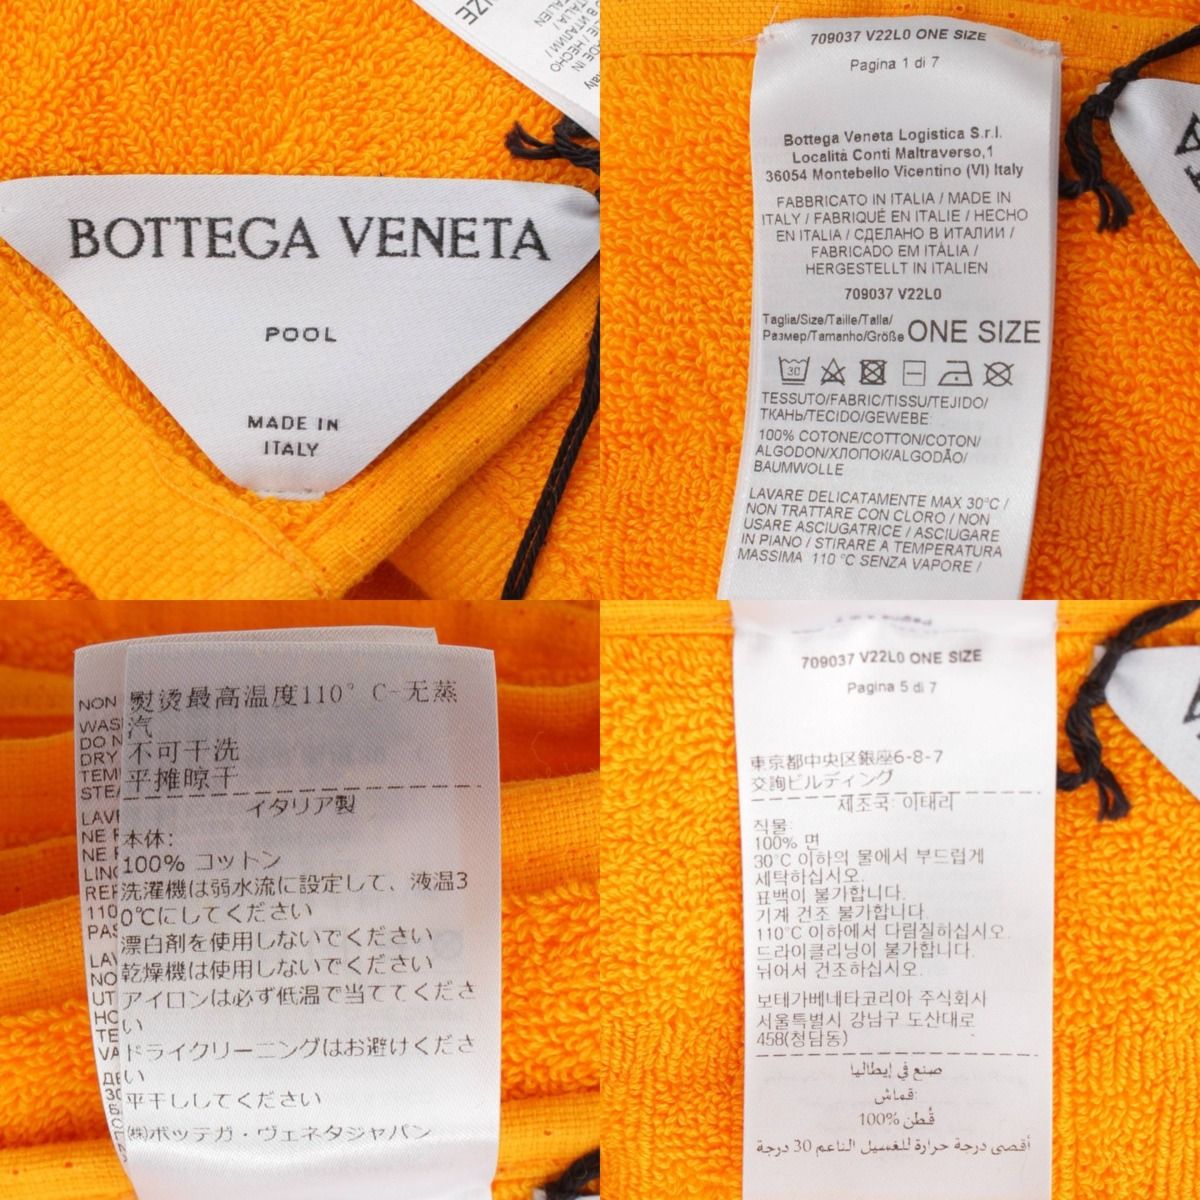 SIZE
BOTTEGA VENETA
POOL
MADE IN
ITALY
709037 V22L0 ONE SIZE
Pagina 1 di 7
Bottega Veneta Logistica S.r.l.
Località Conti Maltraverso,1
36054 Montebello Vicentino (VI) Italy
FABBRICATO IN ITALIA / MADE IN
ITALY / FABRIQUÉ EN ITALIE / HECHO
EN ITALIA / СДЕЛАНО В ИТАЛИИ /
FABRICADO EM ITÁLIA /
HERGESTELLT IN ITALIEN
709037 V22L0
Taglia/Size/Taille/Talla/
Размер/Tamanho/Größe ONE SIZE
30
TESSUTO/FABRIC/TISSU/TEJIDO/
ТКАНЬ/TECIDO/GEWEBE:
100% COTONE/COTTON/COTON/
ALGODON/ХЛОПОК/ALGODÃO/
BAUMWOLLE
LAVARE DELICATAMENTE MAX 30°C /
NON TRATTARE CON CLORO / NON
USARE ASCIUGATRICE / ASCIUGARE
IN PIANO / STIRARE A TEMPERATURA
MASSIMA 110 °C SENZA VAPORE /
熨烫最高温度110°C-无蒸
汽
不可干洗
平摊晾干
イタリア製
本体:
100% コットン
洗濯機は弱水流に設定して、液温3
0℃にしてください
漂白剤を使用しないでください
乾燥機は使用しないでください
アイロンは必ず低温で当ててくださ
い
ドライクリーニングはお避けくださ
い
平干ししてください
㈱ボッテガ・ヴェネタジャパン
709037 V22L0 ONE SIZE
Pagina 5 di 7
東京都中央区銀座6-8-7
交詢ビルディング
제조국: 이태리
직물:
100% 면
30°C 이하의 물에서 부드럽게
세탁하십시오.
표백이 불가합니다.
기계 건조 불가합니다.
110°C 이하에서 다림질하십시오.
드라이클리닝이 불가합니다.
뉘어서 건조하십시오.
보테가베네타코리아 주식회사
서울특별시 강남구 도산대로
458(청담동)
صنع في إيطاليا
قماش:
100% قُطن
أقصى درجة حرارة للغسيل الناعم 30 درجة